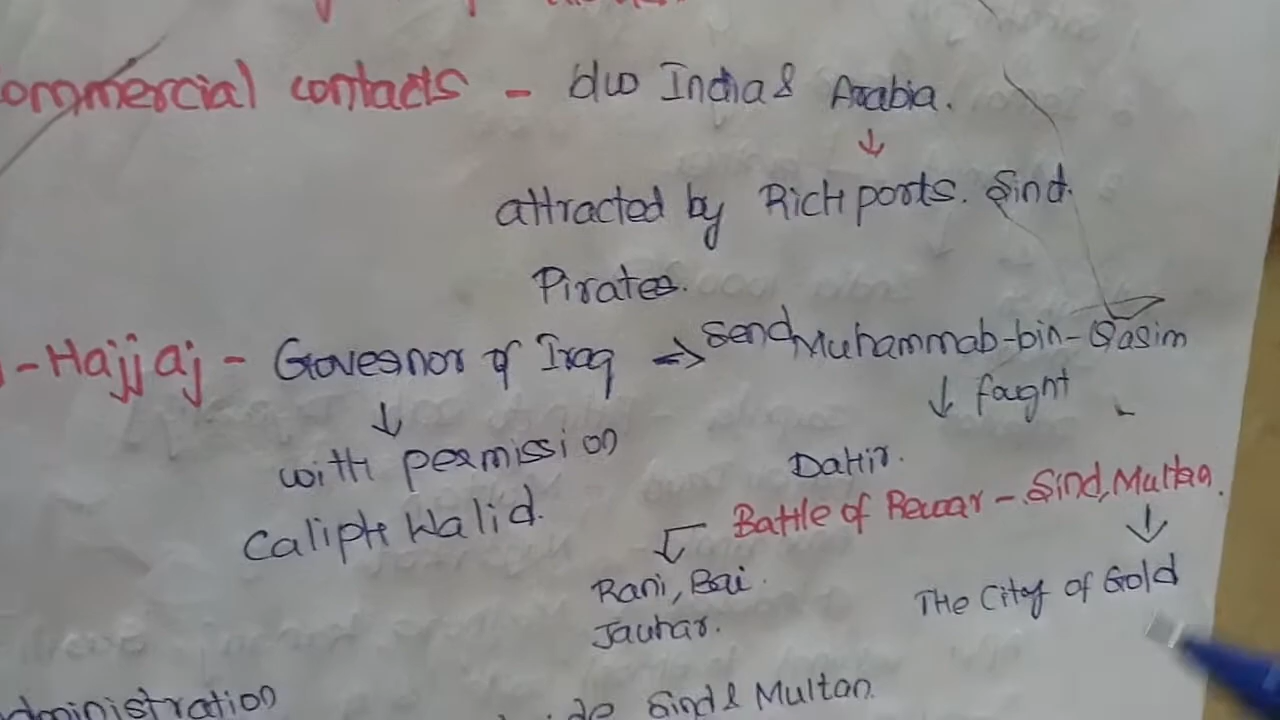 ommercial contacts - b/w India & Arabia.
↓
attracted by Rich ports. Sind.
Pirates.
-Hajjaj - Governor of Iraq => send Muhammab-bin-Qasim
↓ ↓ fought
with permission Dahir.
Caliph Walid. Battle of Rewar - Sind, Multan.
Rani, Bai. The City of Gold
Jauhar.
dministration Sind & Multan.